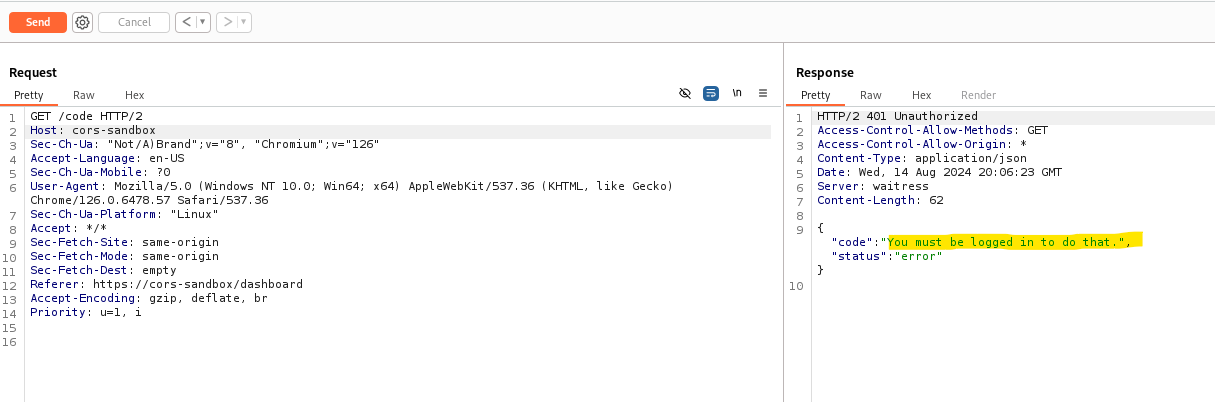 Send Cancel < ▼ > ▼
Request
Pretty Raw Hex \n
1 GET /code HTTP/2
2 Host: cors-sandbox
3 Sec-Ch-Ua: "Not/A)Brand";v="8", "Chromium";v="126"
4 Accept-Language: en-US
5 Sec-Ch-Ua-Mobile: ?0
6 User-Agent: Mozilla/5.0 (Windows NT 10.0; Win64; x64) AppleWebKit/537.36 (KHTML, like Gecko)
Chrome/126.0.6478.57 Safari/537.36
7 Sec-Ch-Ua-Platform: "Linux"
8 Accept: */*
9 Sec-Fetch-Site: same-origin
10 Sec-Fetch-Mode: same-origin
11 Sec-Fetch-Dest: empty
12 Referer: https://cors-sandbox/dashboard
13 Accept-Encoding: gzip, deflate, br
14 Priority: u=1, i
15
16
Response
Pretty Raw Hex Render
1 HTTP/2 401 Unauthorized
2 Access-Control-Allow-Methods: GET
3 Access-Control-Allow-Origin: *
4 Content-Type: application/json
5 Date: Wed, 14 Aug 2024 20:06:23 GMT
6 Server: waitress
7 Content-Length: 62
8
9 {
"code":"You must be logged in to do that.",
"status":"error"
}
10